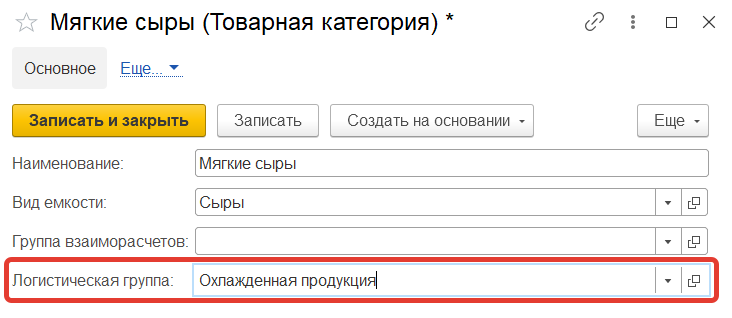 Мягкие сыры (Товарная категория) *
Основное Еще...
Записать и закрыть Записать Создать на основании Еще
Наименование: Мягкие сыры
Вид емкости: Сыры
Группа взаиморасчетов:
Логистическая группа: Охлажденная продукция